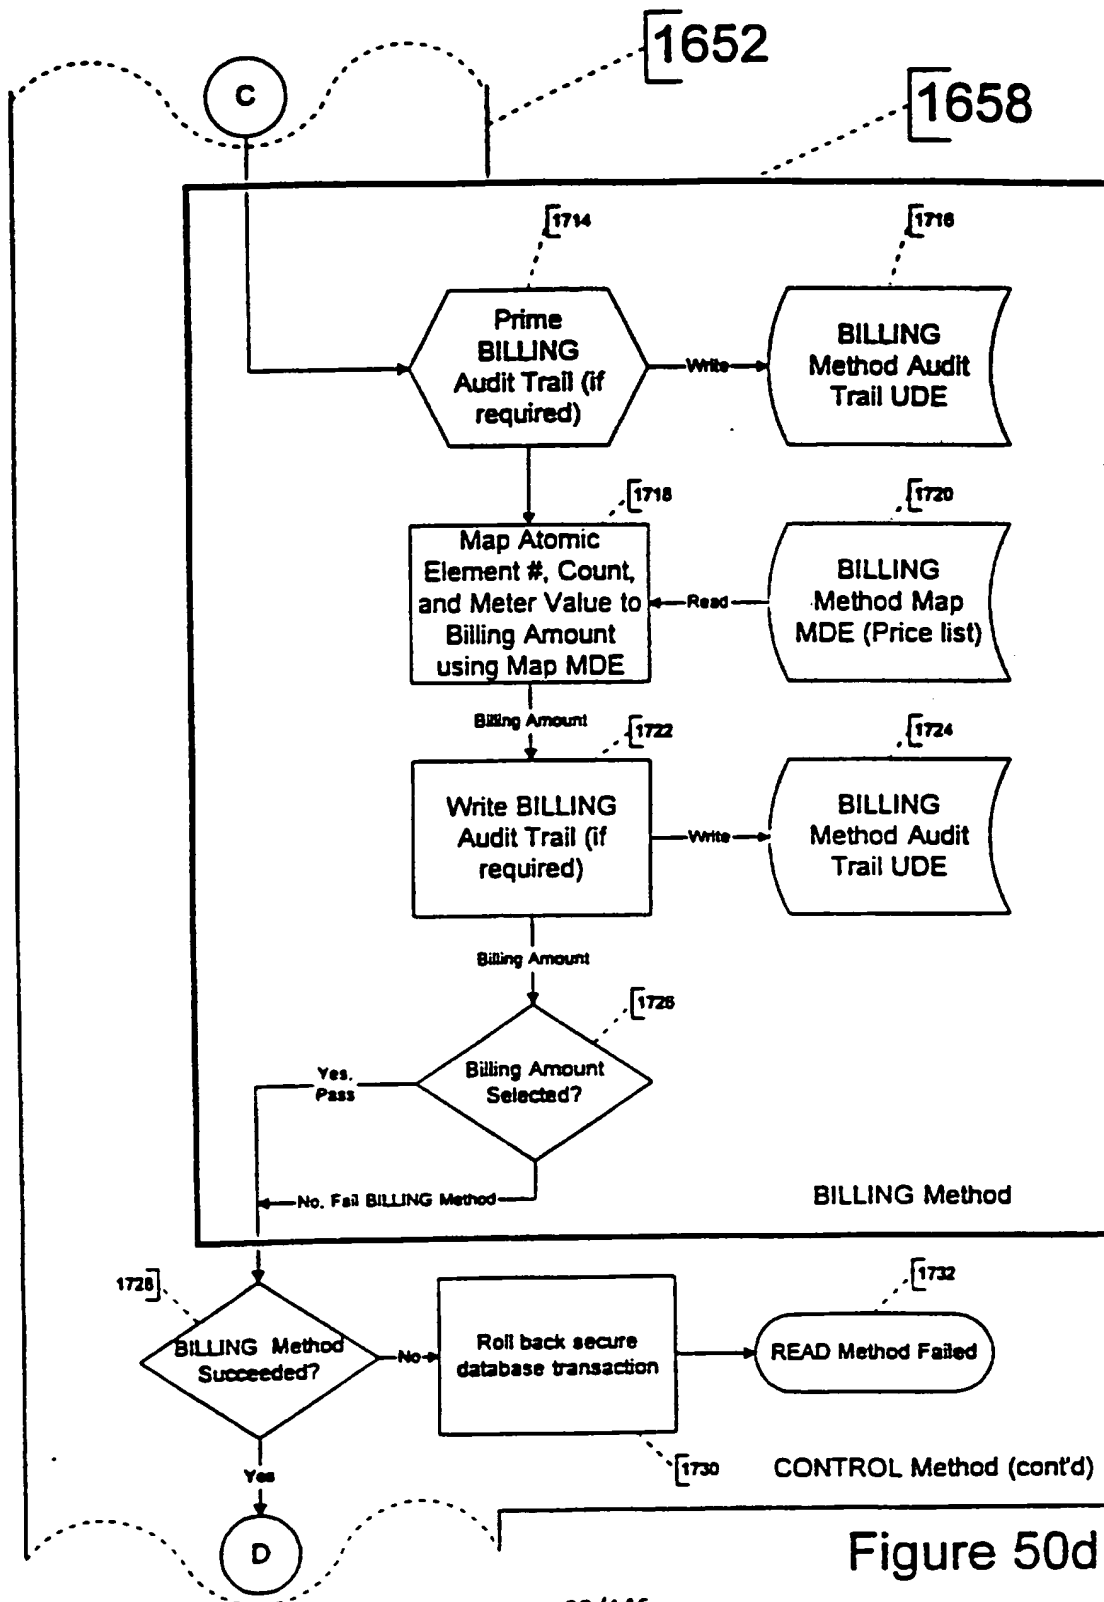 1652
C
1658
1714
1716
Prime
BILLING
Audit Trail (if
required)
Write
BILLING
Method Audit
Trail UDE
1718
1720
Map Atomic
Element #, Count,
and Meter Value to
Billing Amount
using Map MDE
Read
BILLING
Method Map
MDE (Price list)
Billing Amount
1722
1724
Write BILLING
Audit Trail (if
required)
Write
BILLING
Method Audit
Trail UDE
Billing Amount
1726
Billing Amount
Selected?
Yes,
Pass
No, Fail BILLING Method
BILLING Method
1728
1732
BILLING Method
Succeeded?
No
Roll back secure
database transaction
READ Method Failed
1730
CONTROL Method (cont'd)
Yes
D
Figure 50d